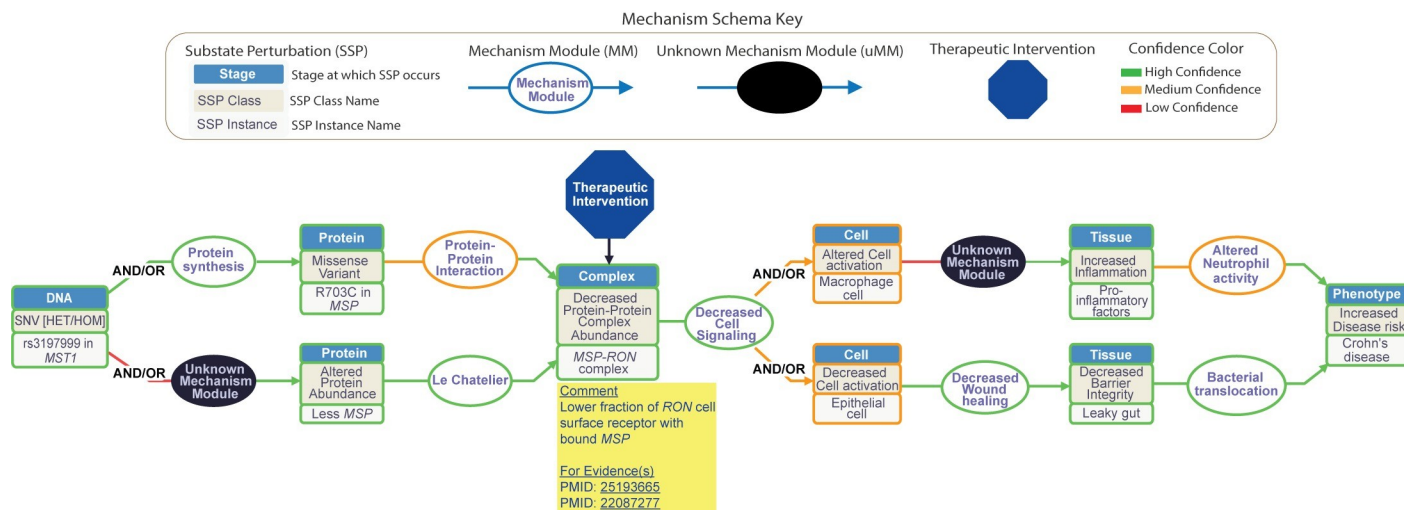 Mechanism Schema Key
Substate Perturbation (SSP)
Stage
Stage at which SSP occurs
SSP Class
SSP Class Name
SSP Instance
SSP Instance Name
Mechanism Module (MM)
Mechanism
Module
Unknown Mechanism Module (uMM)
Therapeutic Intervention
Confidence Color
High Confidence
Medium Confidence
Low Confidence
DNA
SNV [HET/HOM]
rs3197999 in
MST1
AND/OR
AND/OR
Protein
synthesis
Unknown
Mechanism
Module
Protein
Missense
Variant
R703C in
MSP
Protein
Altered
Protein
Abundance
Less MSP
Protein-
Protein
Interaction
Le Chatelier
Therapeutic
Intervention
Complex
Decreased
Protein-Protein
Complex
Abundance
MSP-RON
complex
Comment
Lower fraction of RON cell
surface receptor with
bound MSP
For Evidence(s)
PMID: 25193665
PMID: 22087277
Decreased
Cell
Signaling
AND/OR
AND/OR
Cell
Altered Cell
activation
Macrophage
cell
Cell
Decreased
Cell activation
Epithelial
cell
Unknown
Mechanism
Module
Decreased
Wound
healing
Tissue
Increased
Inflammation
Pro-
inflammatory
factors
Tissue
Decreased
Barrier
Integrity
Leaky gut
Altered
Neutrophil
activity
Bacterial
translocation
Phenotype
Increased
Disease risk
Crohn's
disease